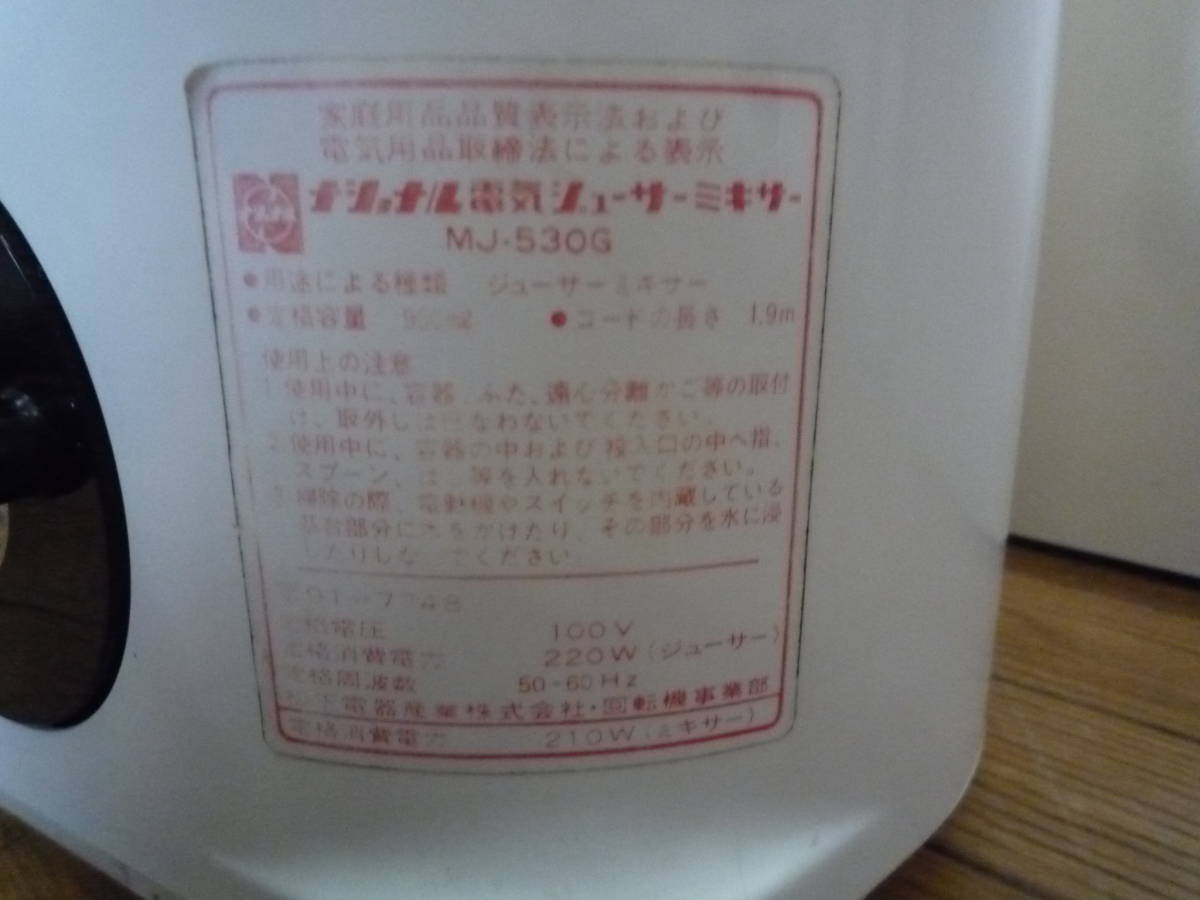 家庭用品品質表示法および
電気用品取締法による表示
ナショナル電気ジューサーミキサー
MJ-530G
●用途による種類 ジューサーミキサー
●定格容量 ●コードの長さ 1.9m
使用上の注意
1.使用中に、容器 ふた、遠心分離かご等の取付
け、取外しは なわないでください。
2.使用中に、容器の中および投入口の中へ指、
スプーン、は 等を入れないでください。
3.掃除の際、電動機やスイッチを内蔵している
基台部分に水をかけたり、その部分を水に浸
したりしな でください。
91-7 48
定格電圧 100V
定格消費電力 220W(ジューサー)
定格周波数 50-60Hz
松下電器産業株式会社・回転機事業部
定格消費電力 210W(ミキサー)